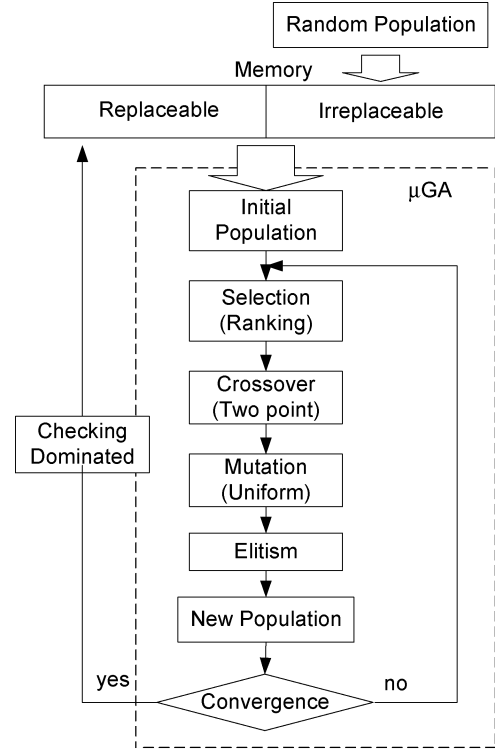 Random Population
Memory
Replaceable
Irreplaceable
μGA
Initial
Population
Selection
(Ranking)
Crossover
(Two point)
Checking
Dominated
Mutation
(Uniform)
Elitism
New Population
yes
no
Convergence